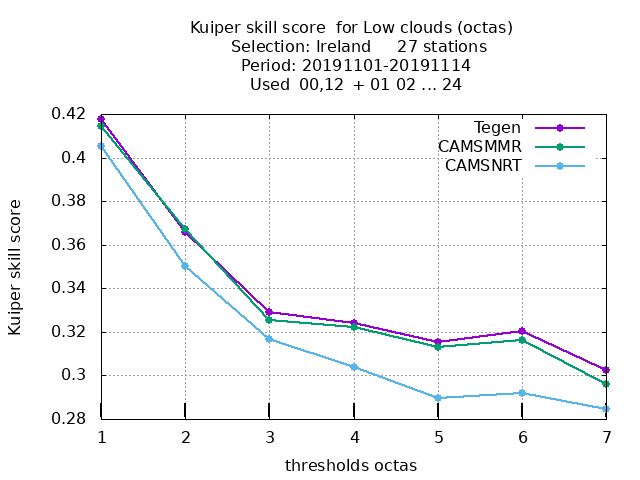 Kuiper skill score  for Low clouds (octas)
Selection: Ireland     27 stations
Period: 20191101-20191114
Used  00,12  + 01 02 ... 24
0.42
0.4
0.38
0.36
0.34
0.32
0.3
0.28
Kuiper skill score
Tegen
CAMSMMR
CAMSNRT
1 2 3 4 5 6 7
thresholds octas